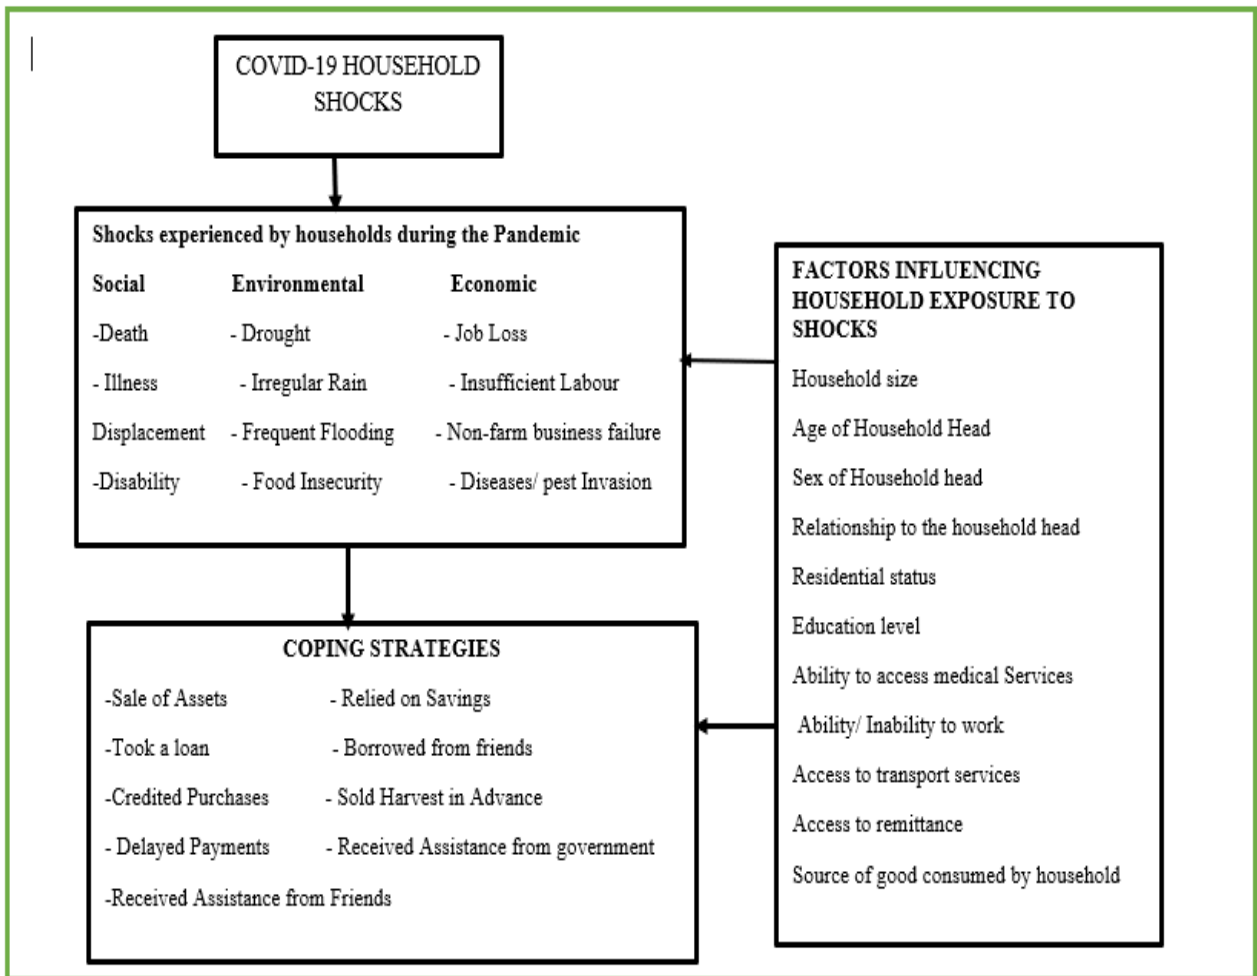 COVID-19 HOUSEHOLD
SHOCKS
Shocks experienced by households during the Pandemic
Social Environmental Economic
-Death - Drought - Job Loss
- Illness - Irregular Rain - Insufficient Labour
Displacement - Frequent Flooding - Non-farm business failure
-Disability - Food Insecurity - Diseases/ pest Invasion
FACTORS INFLUENCING
HOUSEHOLD EXPOSURE TO
SHOCKS
Household size
Age of Household Head
Sex of Household head
Relationship to the household head
Residential status
Education level
Ability to access medical Services
Ability/ Inability to work
Access to transport services
Access to remittance
Source of good consumed by household
COPING STRATEGIES
-Sale of Assets - Relied on Savings
-Took a loan - Borrowed from friends
-Credited Purchases - Sold Harvest in Advance
- Delayed Payments - Received Assistance from government
-Received Assistance from Friends